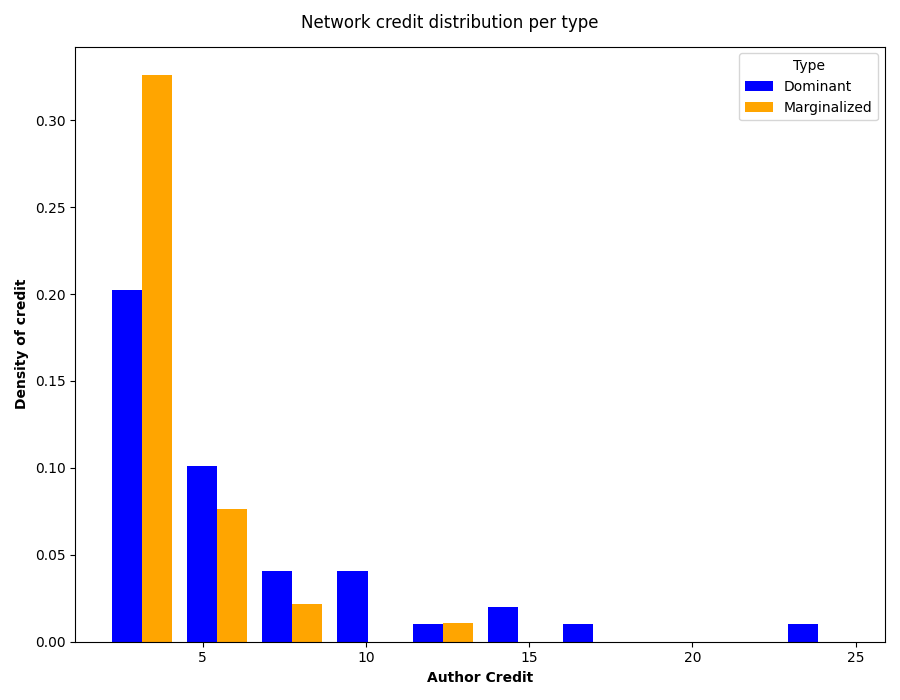 Network credit distribution per type
Type
Dominant
Marginalized
Density of credit
0.30
0.25
0.20
0.15
0.10
0.05
0.00
5 10 15 20 25
Author Credit